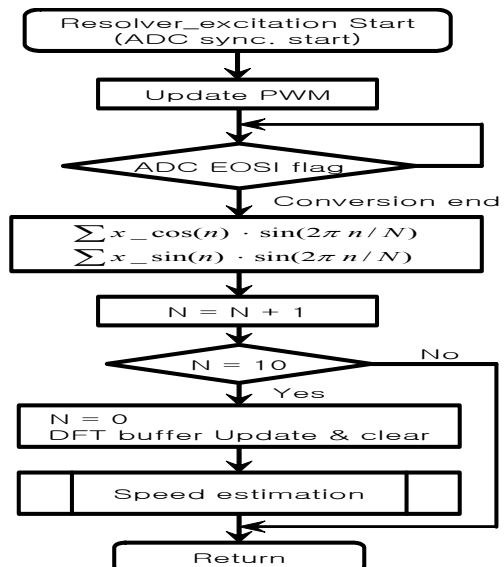 Resolver_excitation Start
(ADC sync. start)
Update PWM
ADC EOSI flag
Conversion end
∑ x_cos(n) · sin(2π n / N)
∑ x_sin(n) · sin(2π n / N)
N = N + 1
N = 10
No
Yes
N = 0
DFT buffer Update & clear
Speed estimation
Return